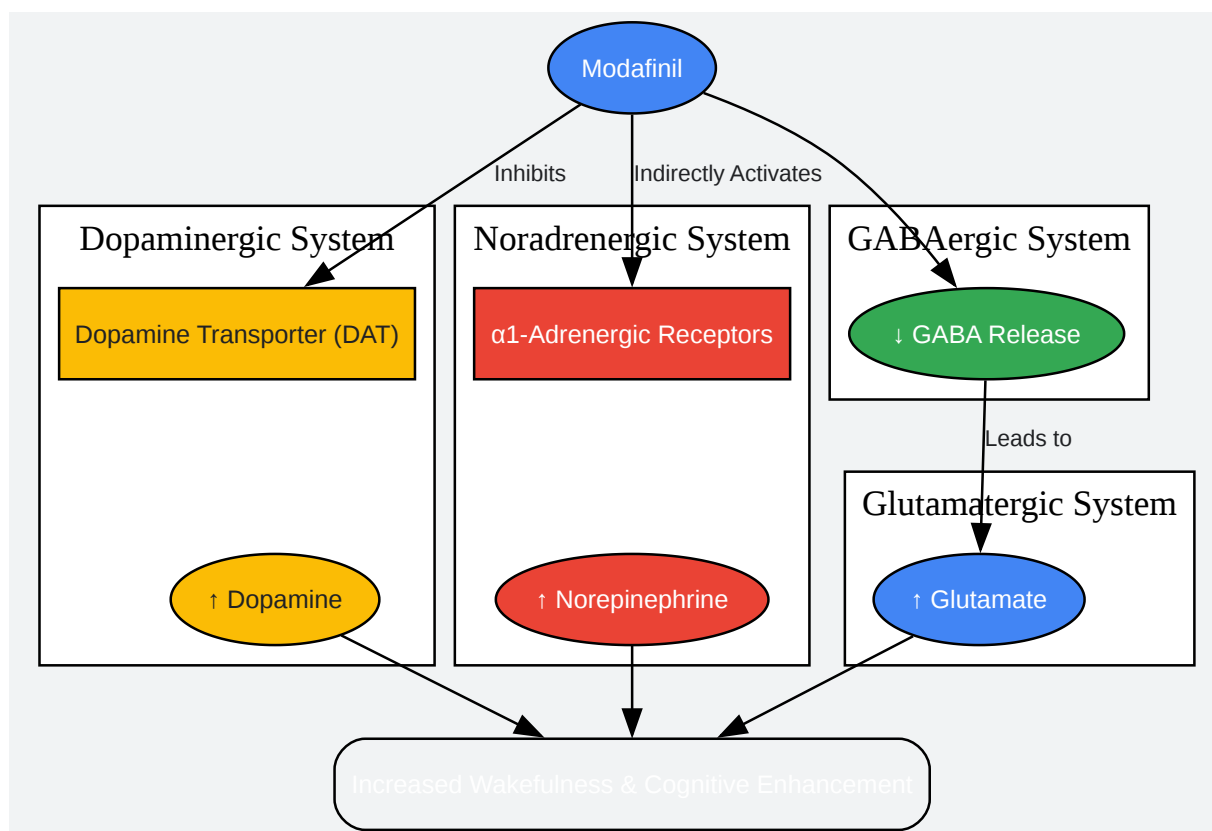 Modafinil
Inhibits
Indirectly Activates
Dopaminergic System
Noradrenergic System
GABAergic System
Dopamine Transporter (DAT)
α1-Adrenergic Receptors
↓ GABA Release
Leads to
Glutamatergic System
↑ Dopamine
↑ Norepinephrine
↑ Glutamate
Increased Wakefulness & Cognitive Enhancement